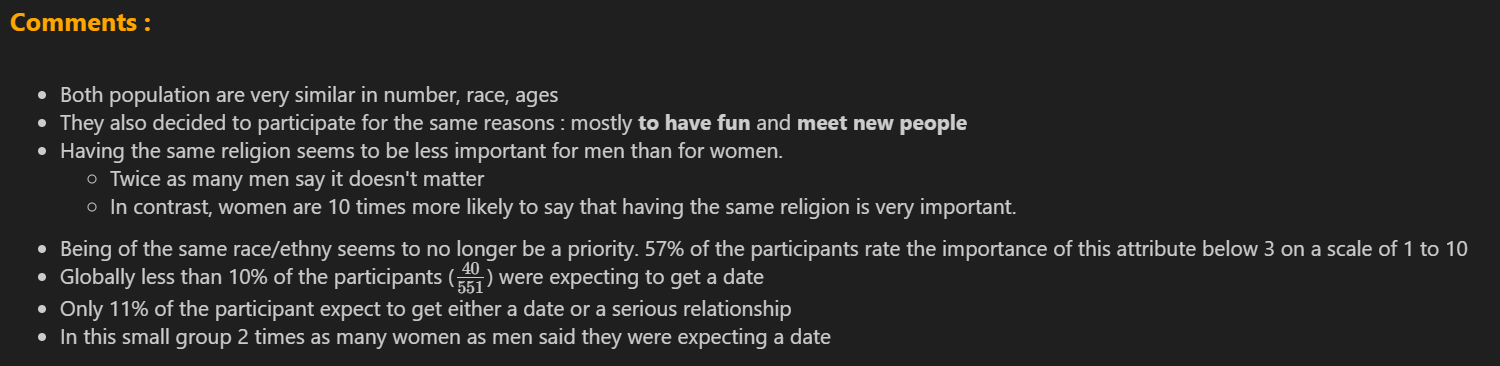 Comments :
Both population are very similar in number, race, ages
They also decided to participate for the same reasons : mostly to have fun and meet new people
Having the same religion seems to be less important for men than for women.
Twice as many men say it doesn't matter
In contrast, women are 10 times more likely to say that having the same religion is very important.
Being of the same race/ethny seems to no longer be a priority. 57% of the participants rate the importance of this attribute below 3 on a scale of 1 to 10
Globally less than 10% of the participants (40/551) were expecting to get a date
Only 11% of the participant expect to get either a date or a serious relationship
In this small group 2 times as many women as men said they were expecting a date